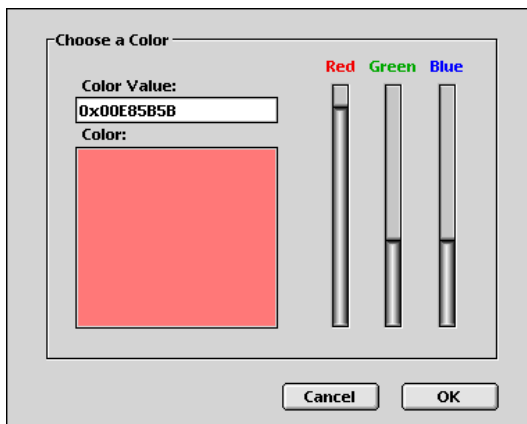 Choose a Color
Red Green Blue
Color Value:
0x00E85B5B
Color:
Cancel OK